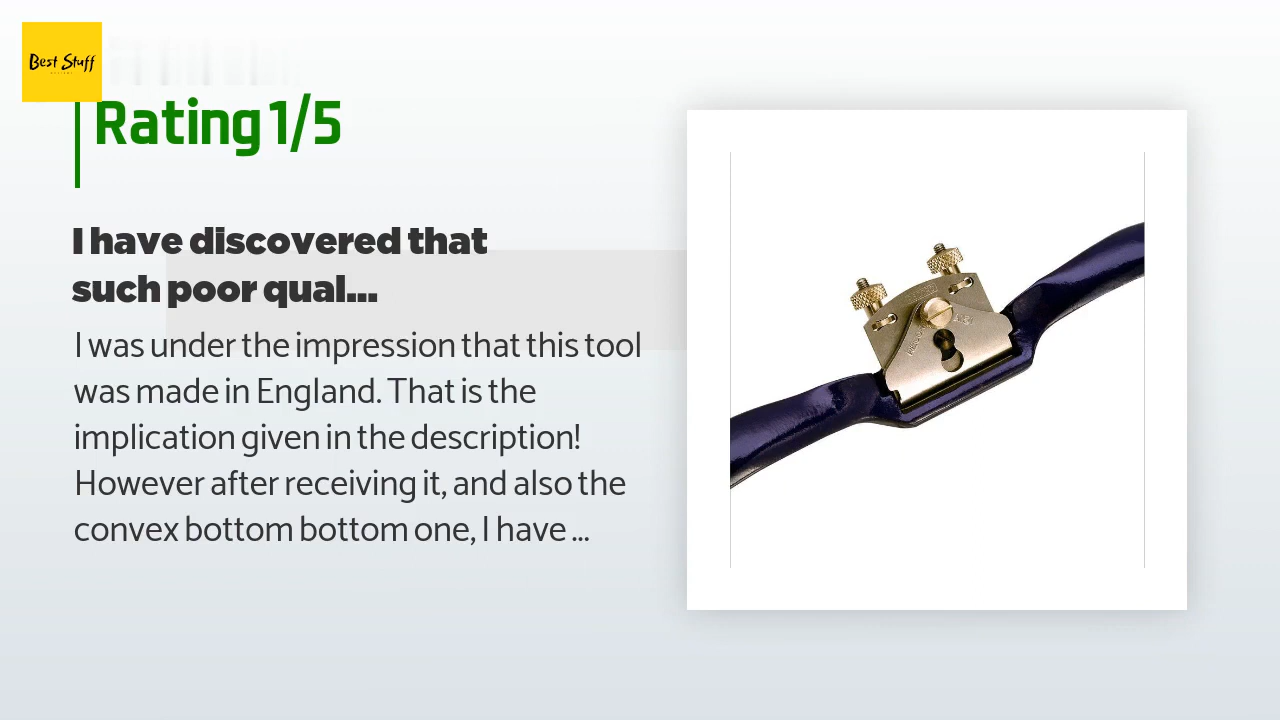 Best Stuff
Rating 1/5
I have discovered that
such poor qual...
I was under the impression that this tool
was made in England. That is the
implication given in the description!
However after receiving it, and also the
convex bottom bottom one, I have ...